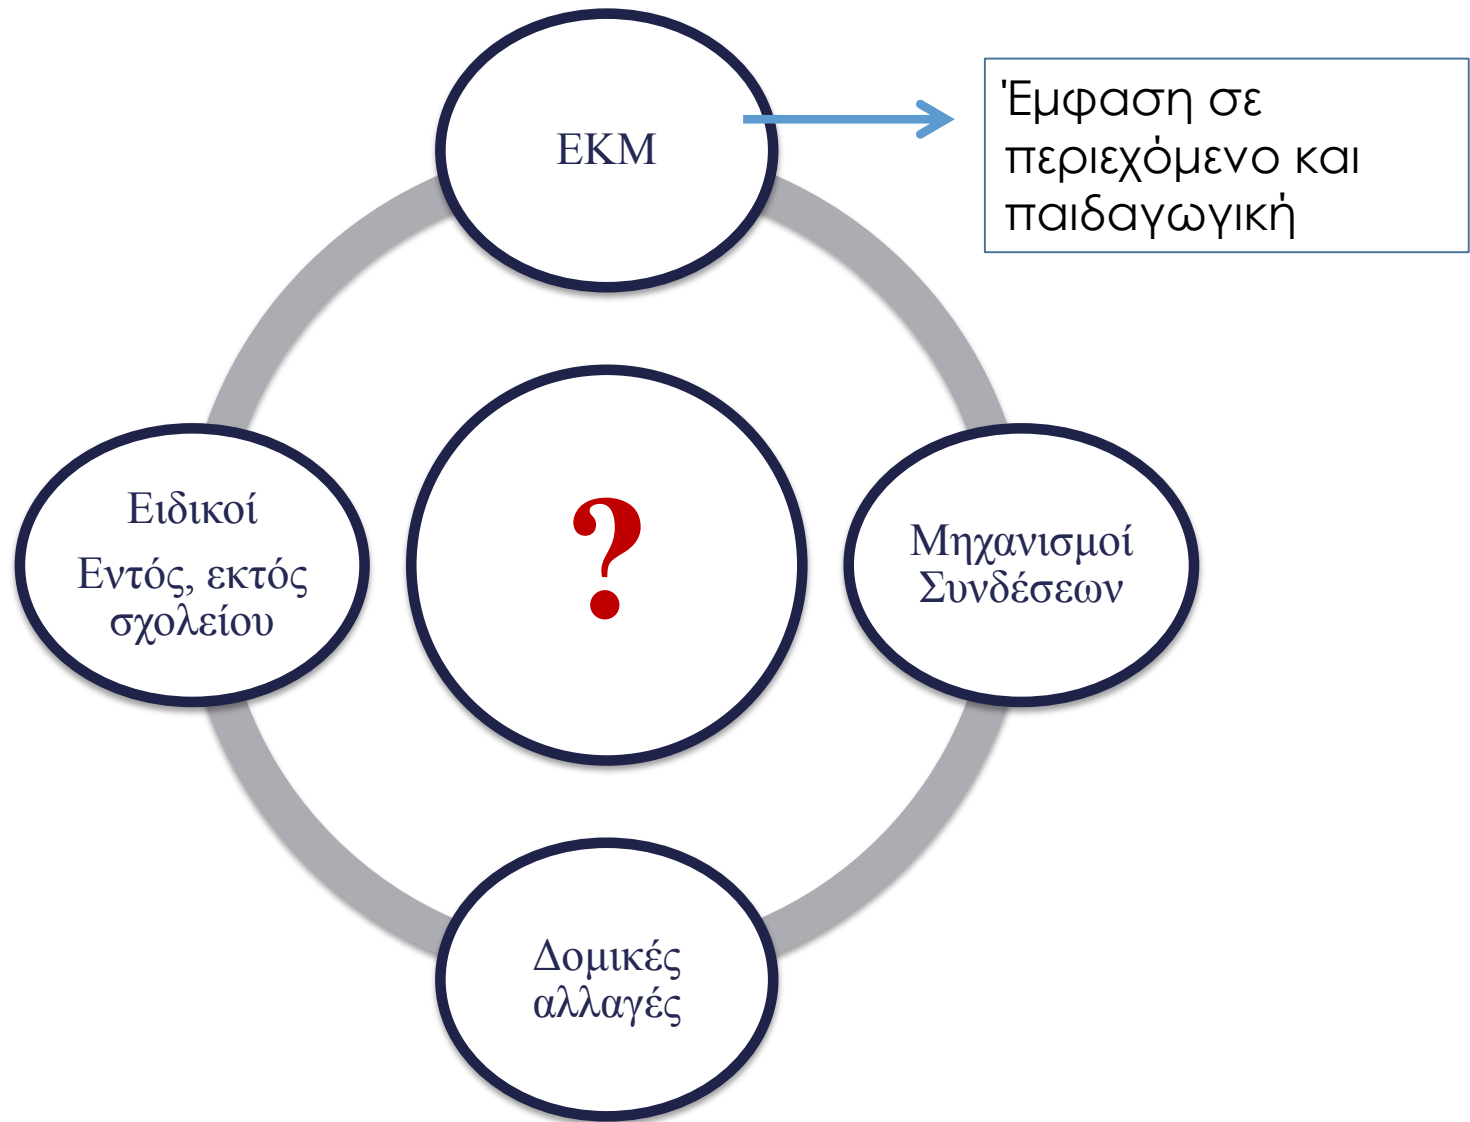 ΕΚΜ
Έμφαση σε
περιεχόμενο και
παιδαγωγική
Ειδικοί
Εντός, εκτός
σχολείου
?
Μηχανισμοί
Συνδέσεων
Δομικές
αλλαγές